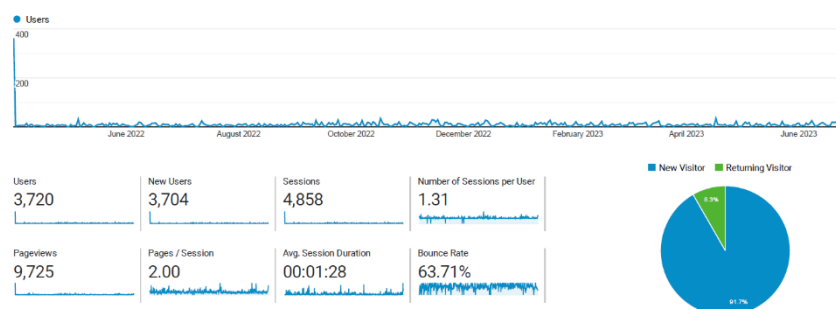 Users
400
200
June 2022 August 2022 October 2022 December 2022 February 2023 April 2023 June 2023
New Visitor Returning Visitor
Users New Users Sessions Number of Sessions per User
3,720 3,704 4,858 1.31
Pageviews Pages / Session Avg. Session Duration Bounce Rate
9,725 2.00 00:01:28 63.71%
8.3%
91.7%